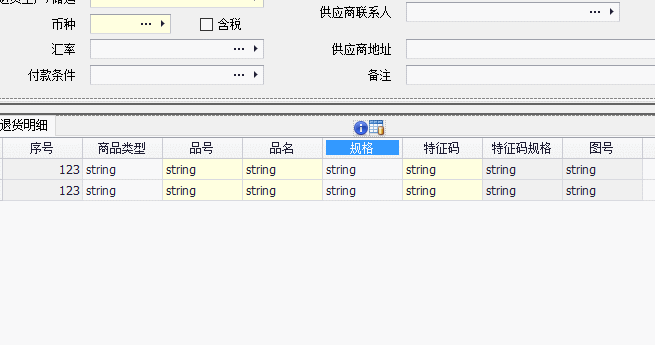 供应商联系人
币种 ... 含税
汇率 ... 供应商地址
付款条件 ... 备注
退货明细
序号 商品类型 品号 品名 规格 特征码 特征码规格 图号
123 string string string string string string string
123 string string string string string string string